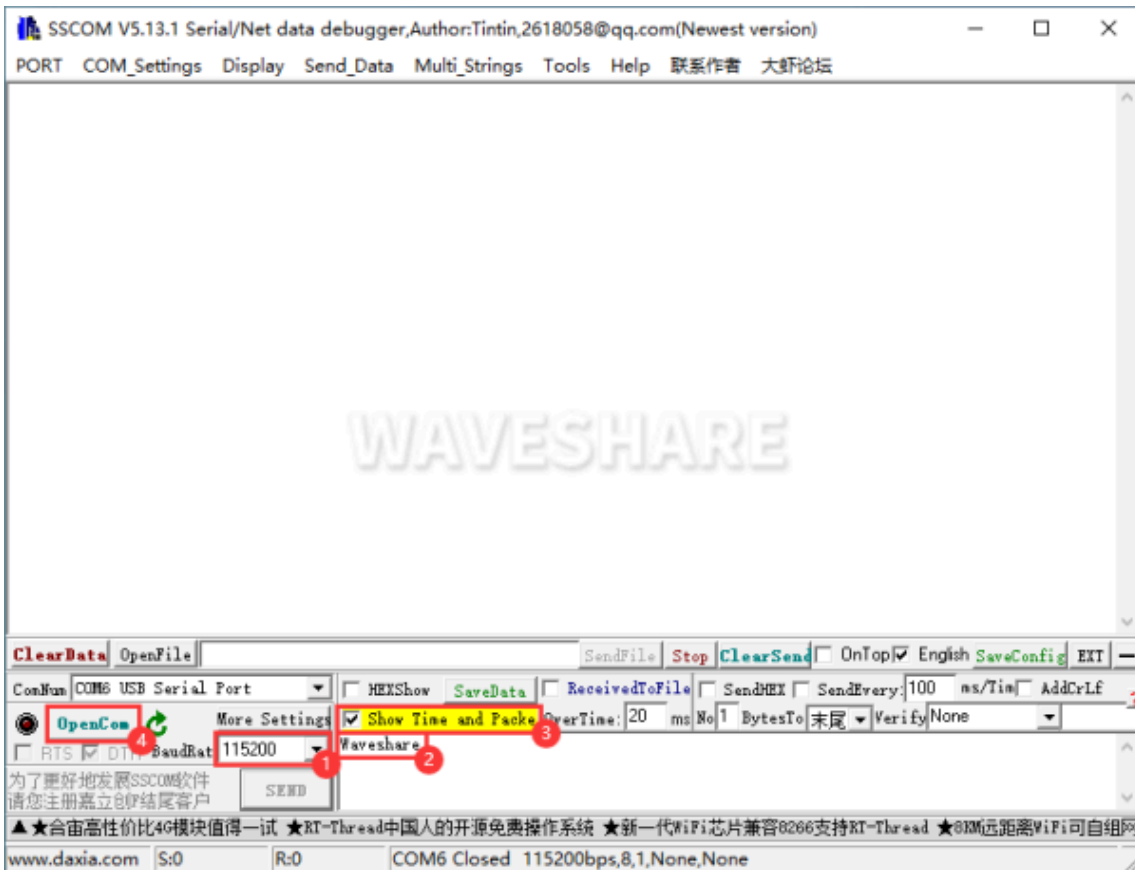 SSCOM V5.13.1 Serial/Net data debugger,Author:Tintin,2618058@qq.com(Newest version)
PORT COM_Settings Display Send_Data Multi_Strings Tools Help 联系作者 大虾论坛
WAVESHARE
ClearData OpenFile SendFile Stop ClearSend OnTop English SaveConfig EXT
ComNum COM6 USB Serial Port HEXShow SaveData ReceivedToFile SendHEX SendEvery: 100 ms/Tim AddCrLf
OpenCom 4 More Settings Show Time and Packe 3 OverTime: 20 ms No 1 BytesTo 末尾 Verify None
RTS DTR BaudRat 115200 1 Waveshare 2
为了更好地发展SSCOM软件
请您注册嘉立创F结尾客户 SEND
▲★合宙高性价比4G模块值得一试 ★RT-Thread中国人的开源免费操作系统 ★新一代WiFi芯片兼容8266支持RT-Thread ★8KM远距离WiFi可自组网
www.daxia.com S:0 R:0 COM6 Closed 115200bps,8,1,None,None